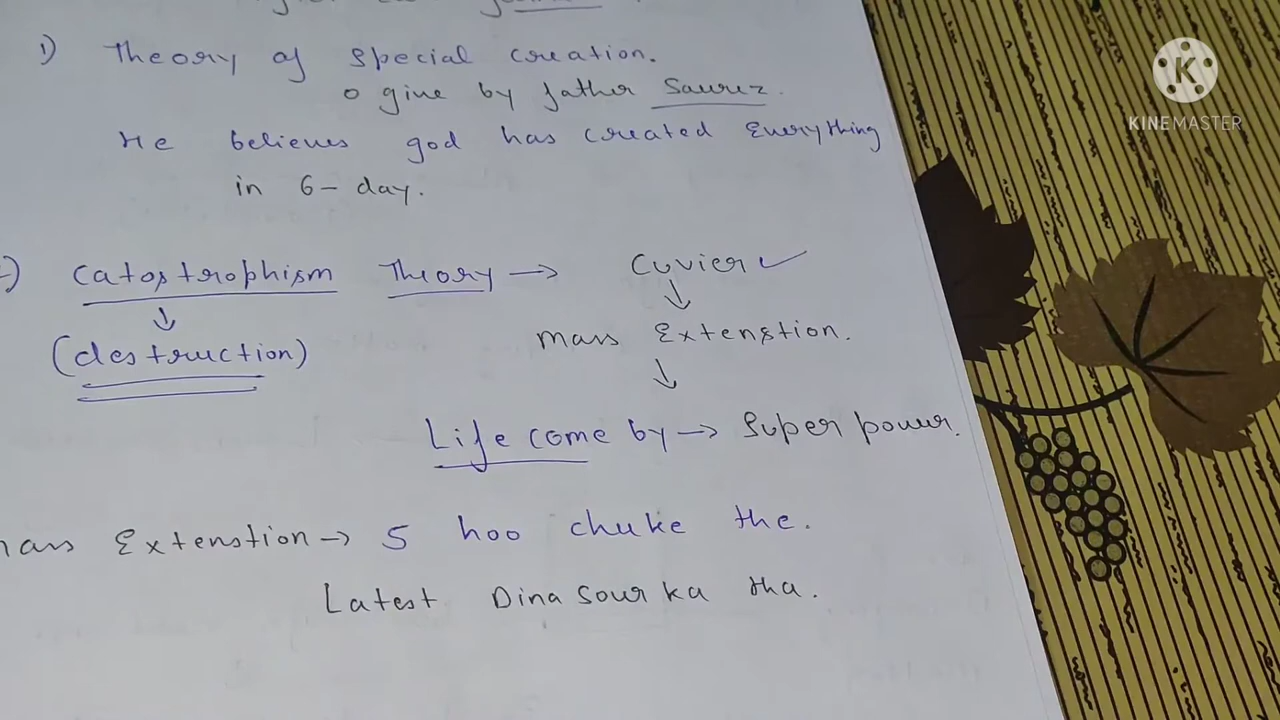 1) Theory of special creation.
o give by father Saurez.
He believes god has created Everything
in 6-day.
Catostrophism Theory → Cuvier ✓
↓
(destruction)
↓
mass Extenstion.
↓
Life come by → Super power.
mass Extenstion → 5 hoo chuke the.
Latest Dinasour ka tha.
K
KINEMASTER